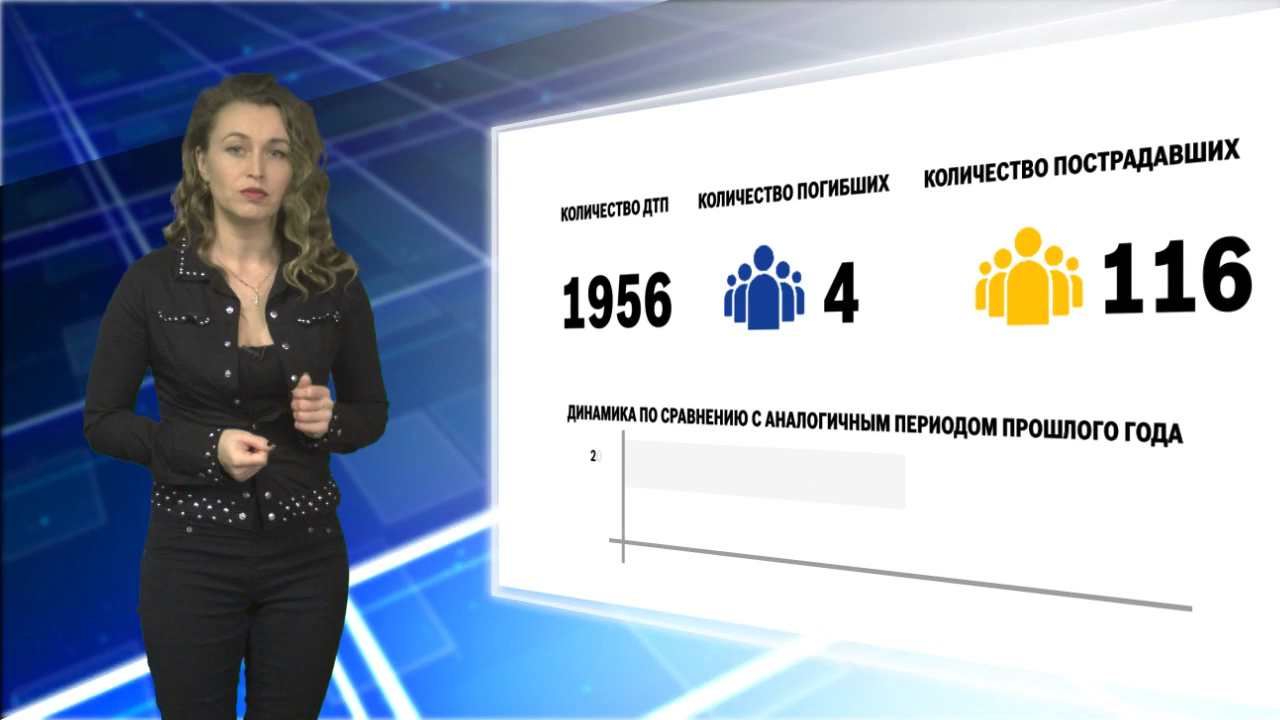 КОЛИЧЕСТВО ДТП
КОЛИЧЕСТВО ПОГИБШИХ
КОЛИЧЕСТВО ПОСТРАДАВШИХ
1956
4
116
ДИНАМИКА ПО СРАВНЕНИЮ С АНАЛОГИЧНЫМ ПЕРИОДОМ ПРОШЛОГО ГОДА